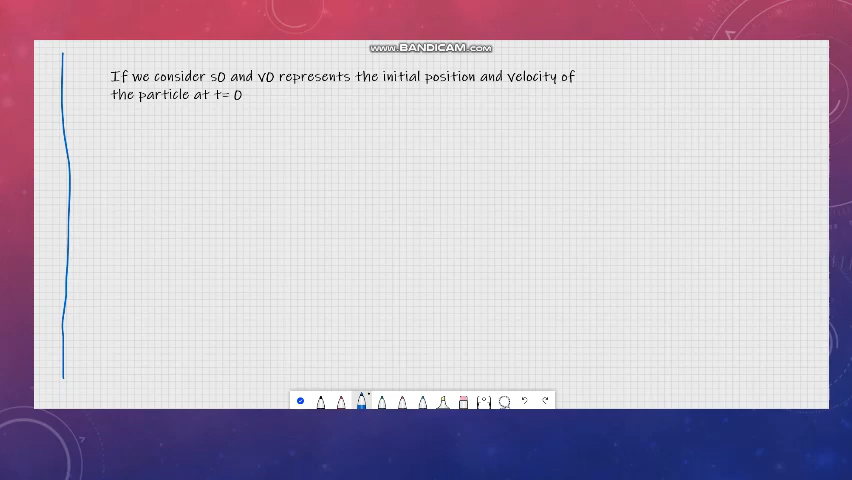 www.BANDICAM.com
If we consider s0 and v0 represents the initial position and velocity of
the particle at t= 0